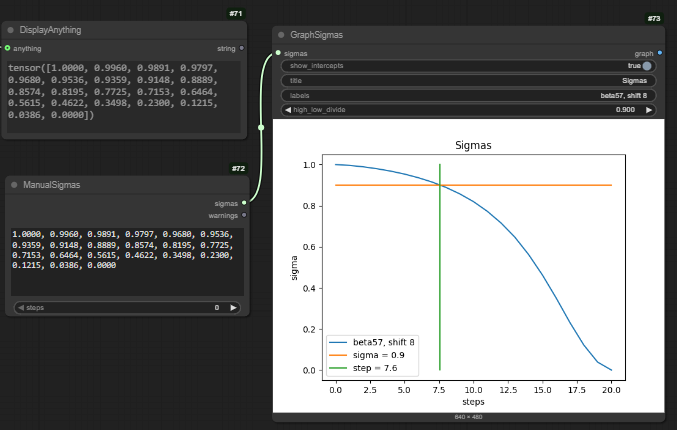 #71
DisplayAnything
anything string
tensor([1.0000, 0.9960, 0.9891, 0.9797,
0.9680, 0.9536, 0.9359, 0.9148, 0.8889,
0.8574, 0.8195, 0.7725, 0.7153, 0.6464,
0.5615, 0.4622, 0.3498, 0.2300, 0.1215,
0.0386, 0.0000])
#72
ManualSigmas
sigmas
warnings
1.0000, 0.9960, 0.9891, 0.9797, 0.9680, 0.9536,
0.9359, 0.9148, 0.8889, 0.8574, 0.8195, 0.7725,
0.7153, 0.6464, 0.5615, 0.4622, 0.3498, 0.2300,
0.1215, 0.0386, 0.0000
steps 0
#73
GraphSigmas
sigmas graph
show_intercepts true
title Sigmas
labels beta57, shift 8
high_low_divide 0.900
Sigmas
1.0
0.8
0.6
0.4
0.2
0.0
sigma
beta57, shift 8
sigma = 0.9
step = 7.6
0.0 2.5 5.0 7.5 10.0 12.5 15.0 17.5 20.0
steps
640 × 480